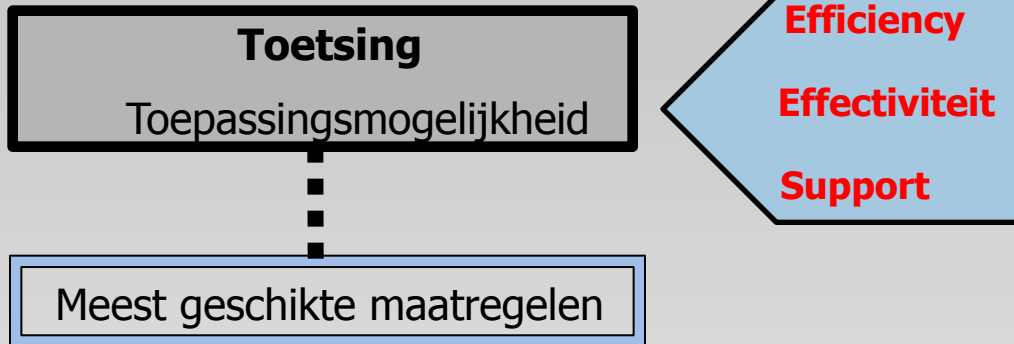 Toetsing
Toepassingsmogelijkheid
Efficiency
Effectiviteit
Support
Meest geschikte maatregelen